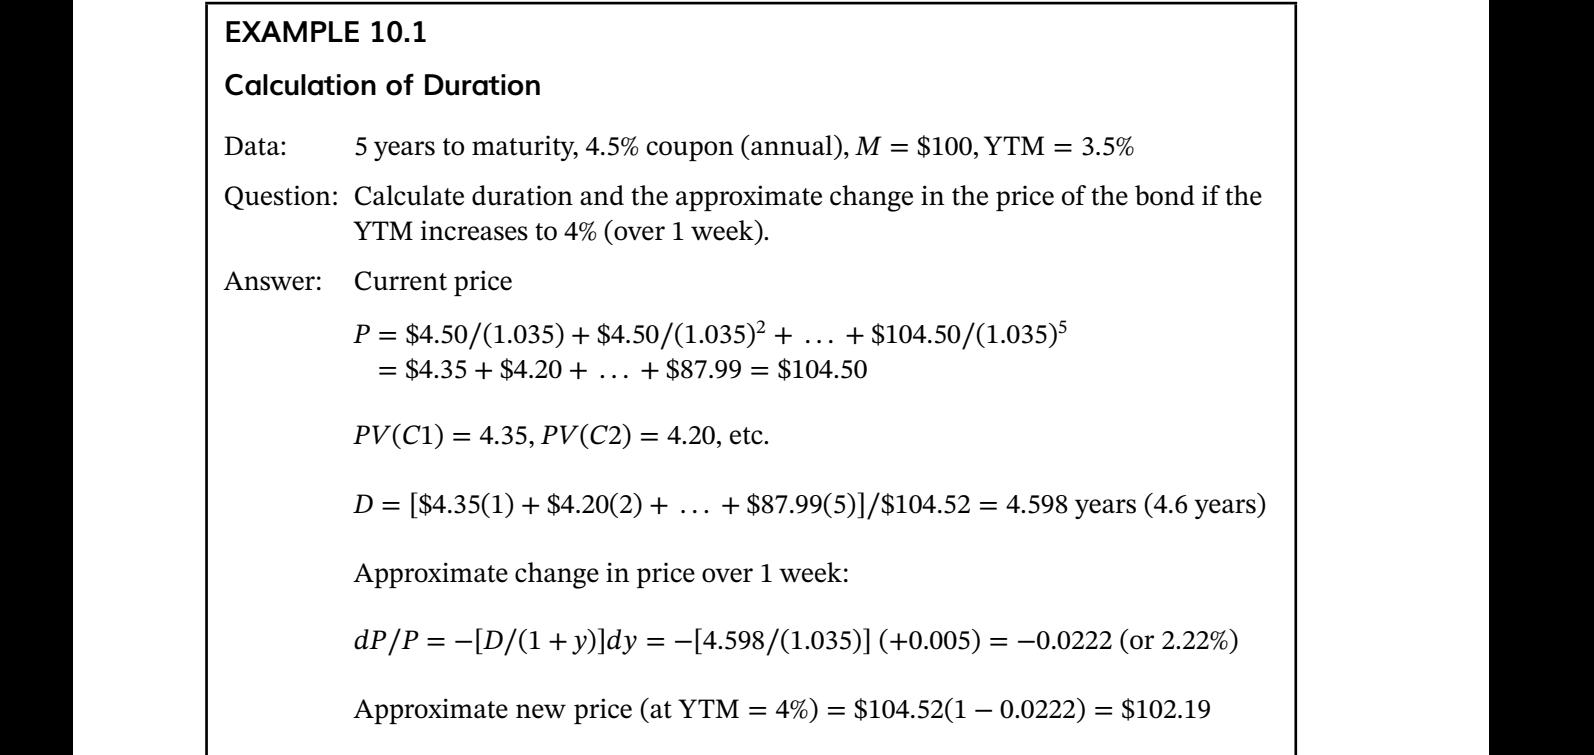 EXAMPLE 10.1
Calculation of Duration
Data: 5 years to maturity, 4.5% coupon (annual), M = $100, YTM = 3.5%
Question: Calculate duration and the approximate change in the price of the bond if the
YTM increases to 4% (over 1 week).
Answer: Current price
P = $4.50/(1.035) + $4.50/(1.035)² + … + $104.50/(1.035)⁵
= $4.35 + $4.20 + … + $87.99 = $104.50
PV(C1) = 4.35, PV(C2) = 4.20, etc.
D = [$4.35(1) + $4.20(2) + … + $87.99(5)]/$104.52 = 4.598 years (4.6 years)
Approximate change in price over 1 week:
dP/P = −[D/(1 + y)]dy = −[4.598/(1.035)] (+0.005) = −0.0222 (or 2.22%)
Approximate new price (at YTM = 4%) = $104.52(1 − 0.0222) = $102.19